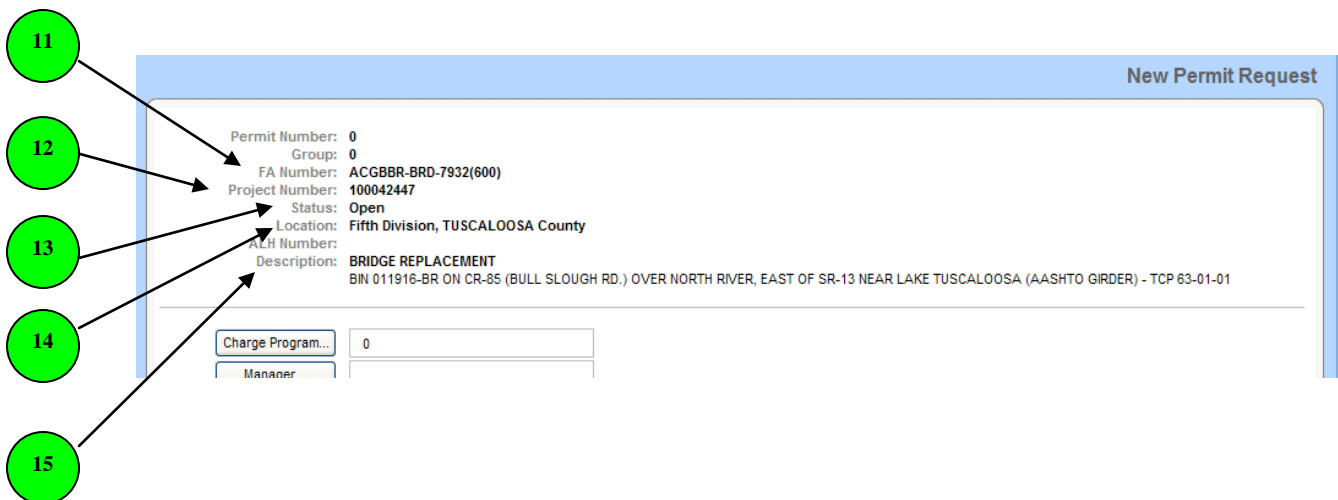 11
New Permit Request
Permit Number: 0
12
Group: 0
FA Number: ACGBBR-BRD-7932(600)
Project Number: 100042447
Status: Open
13
Location: Fifth Division, TUSCALOOSA County
ALH Number:
Description: BRIDGE REPLACEMENT
BIN 011916-BR ON CR-85 (BULL SLOUGH RD.) OVER NORTH RIVER, EAST OF SR-13 NEAR LAKE TUSCALOOSA (AASHTO GIRDER) - TCP 63-01-01
14
Charge Program... 0
Manager
15